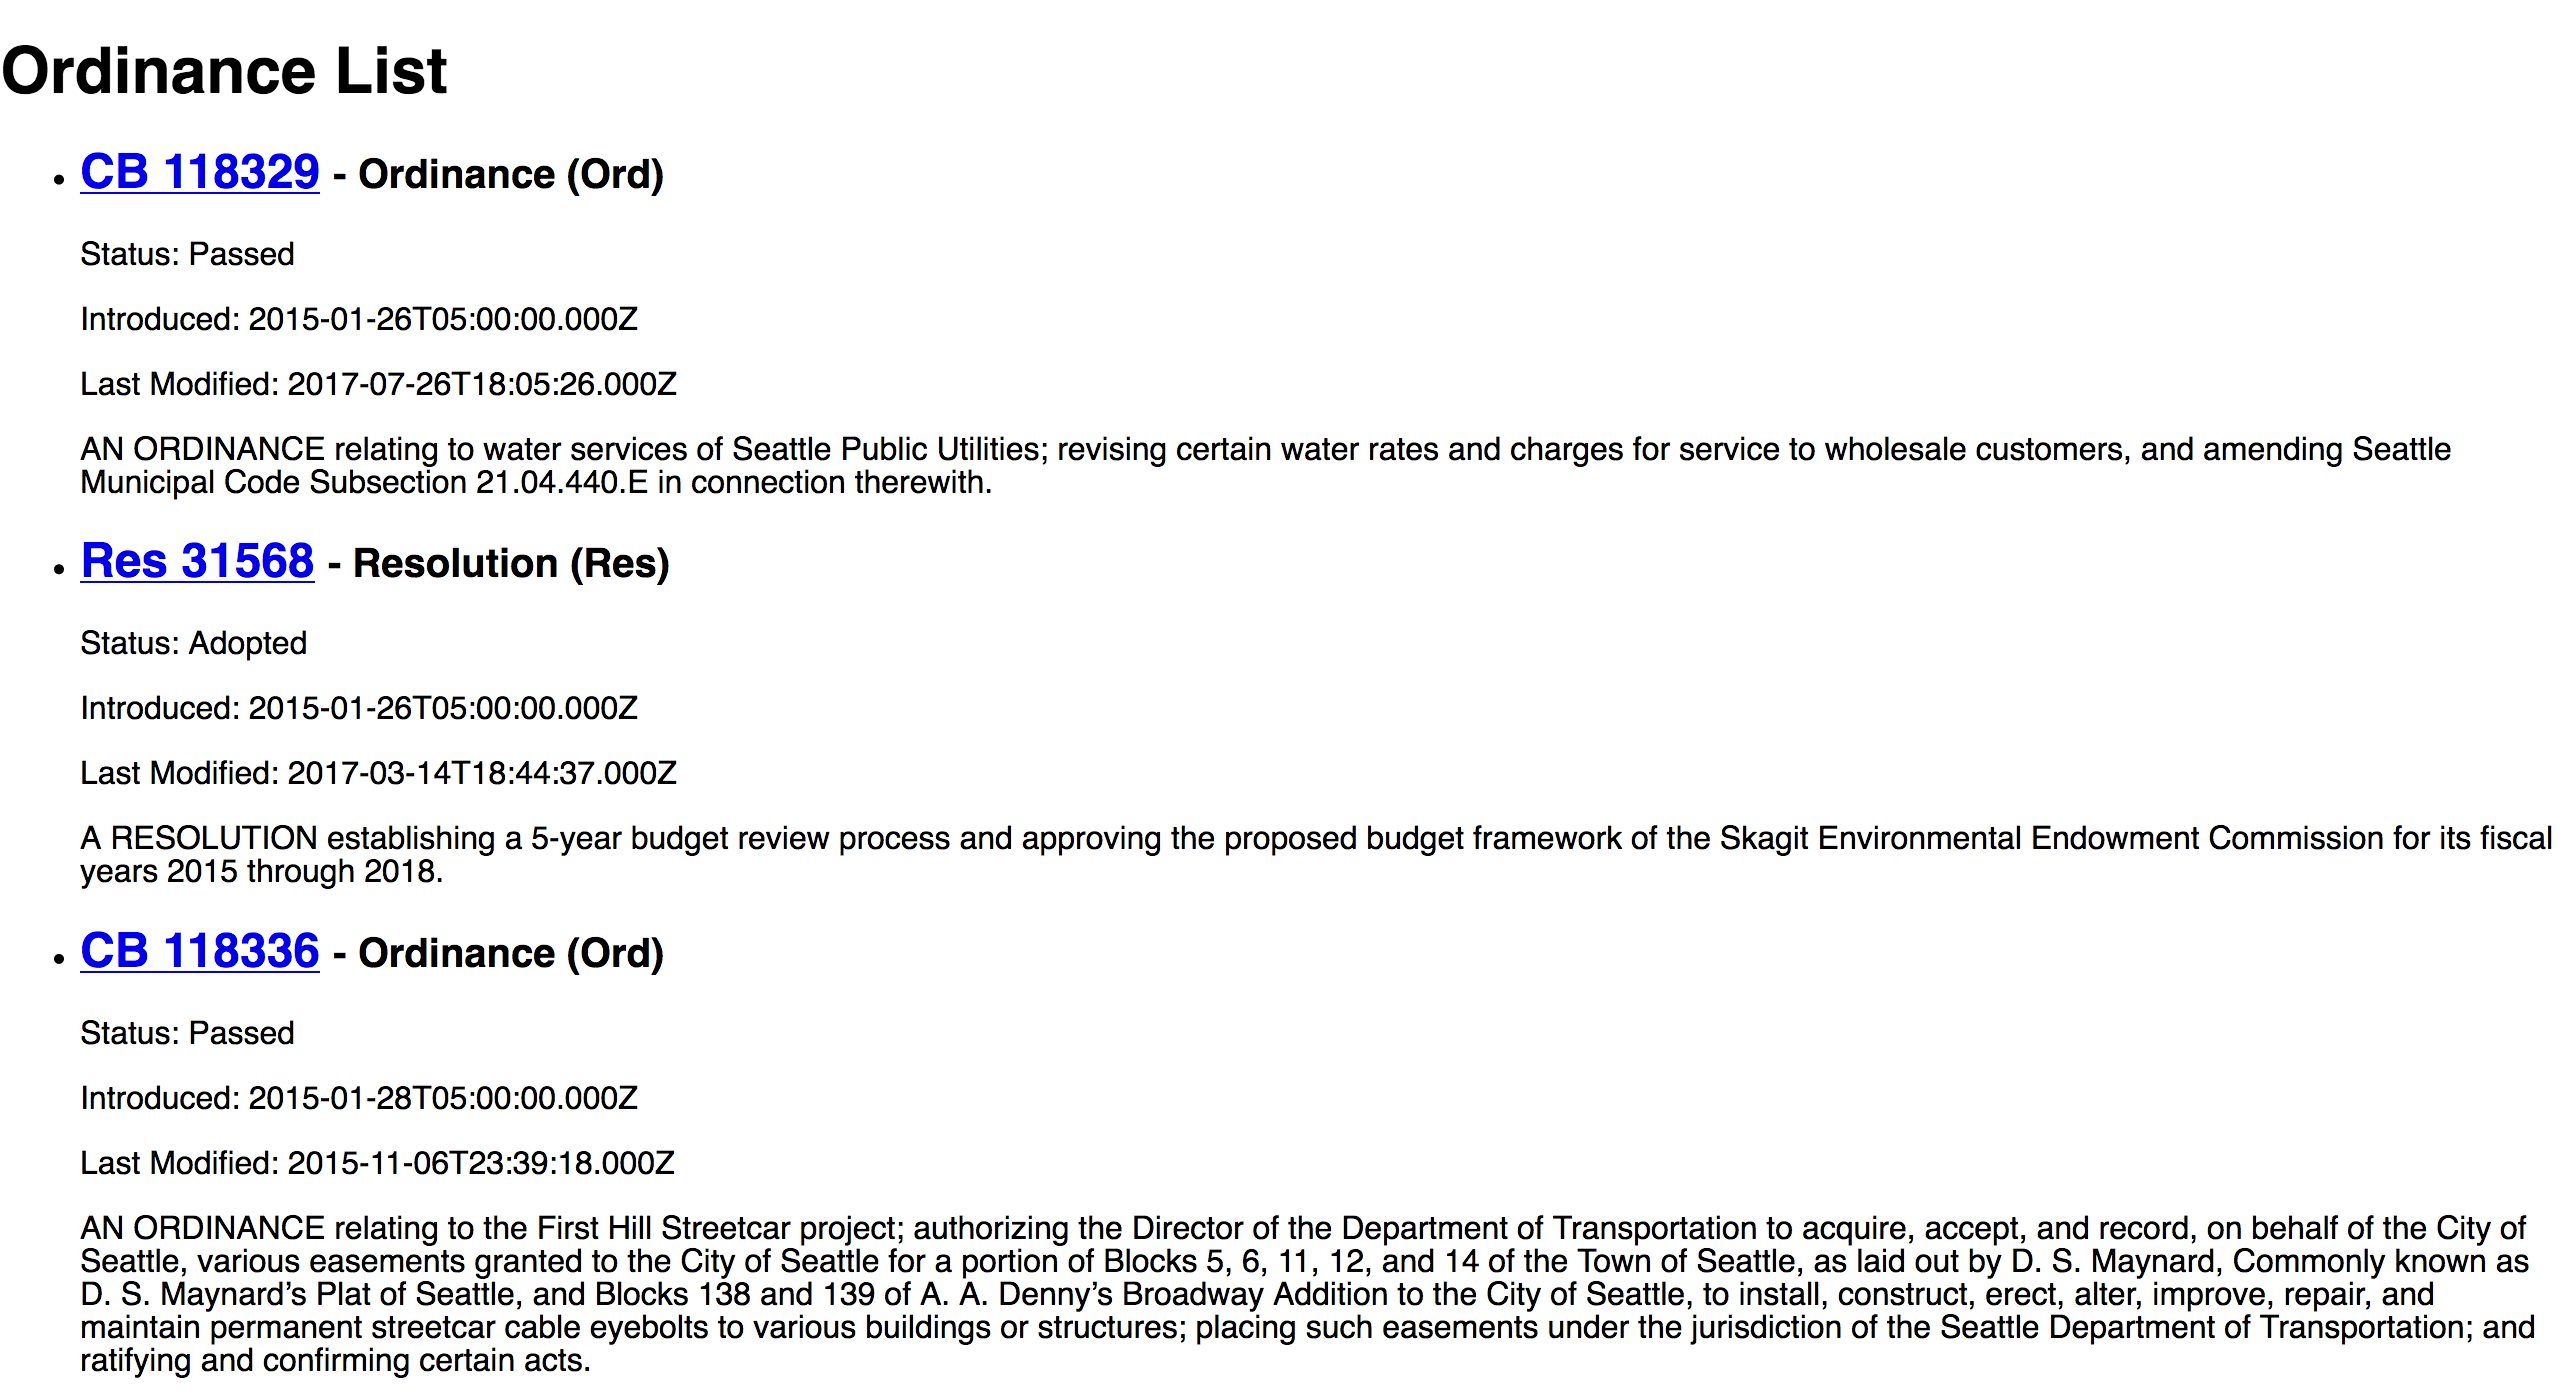 Ordinance List
• CB 118329 - Ordinance (Ord)
Status: Passed
Introduced: 2015-01-26T05:00:00.000Z
Last Modified: 2017-07-26T18:05:26.000Z
AN ORDINANCE relating to water services of Seattle Public Utilities; revising certain water rates and charges for service to wholesale customers, and amending Seattle
Municipal Code Subsection 21.04.440.E in connection therewith.
• Res 31568 - Resolution (Res)
Status: Adopted
Introduced: 2015-01-26T05:00:00.000Z
Last Modified: 2017-03-14T18:44:37.000Z
A RESOLUTION establishing a 5-year budget review process and approving the proposed budget framework of the Skagit Environmental Endowment Commission for its fiscal
years 2015 through 2018.
• CB 118336 - Ordinance (Ord)
Status: Passed
Introduced: 2015-01-28T05:00:00.000Z
Last Modified: 2015-11-06T23:39:18.000Z
AN ORDINANCE relating to the First Hill Streetcar project; authorizing the Director of the Department of Transportation to acquire, accept, and record, on behalf of the City of
Seattle, various easements granted to the City of Seattle for a portion of Blocks 5, 6, 11, 12, and 14 of the Town of Seattle, as laid out by D. S. Maynard, Commonly known as
D. S. Maynard’s Plat of Seattle, and Blocks 138 and 139 of A. A. Denny’s Broadway Addition to the City of Seattle, to install, construct, erect, alter, improve, repair, and
maintain permanent streetcar cable eyebolts to various buildings or structures; placing such easements under the jurisdiction of the Seattle Department of Transportation; and
ratifying and confirming certain acts.